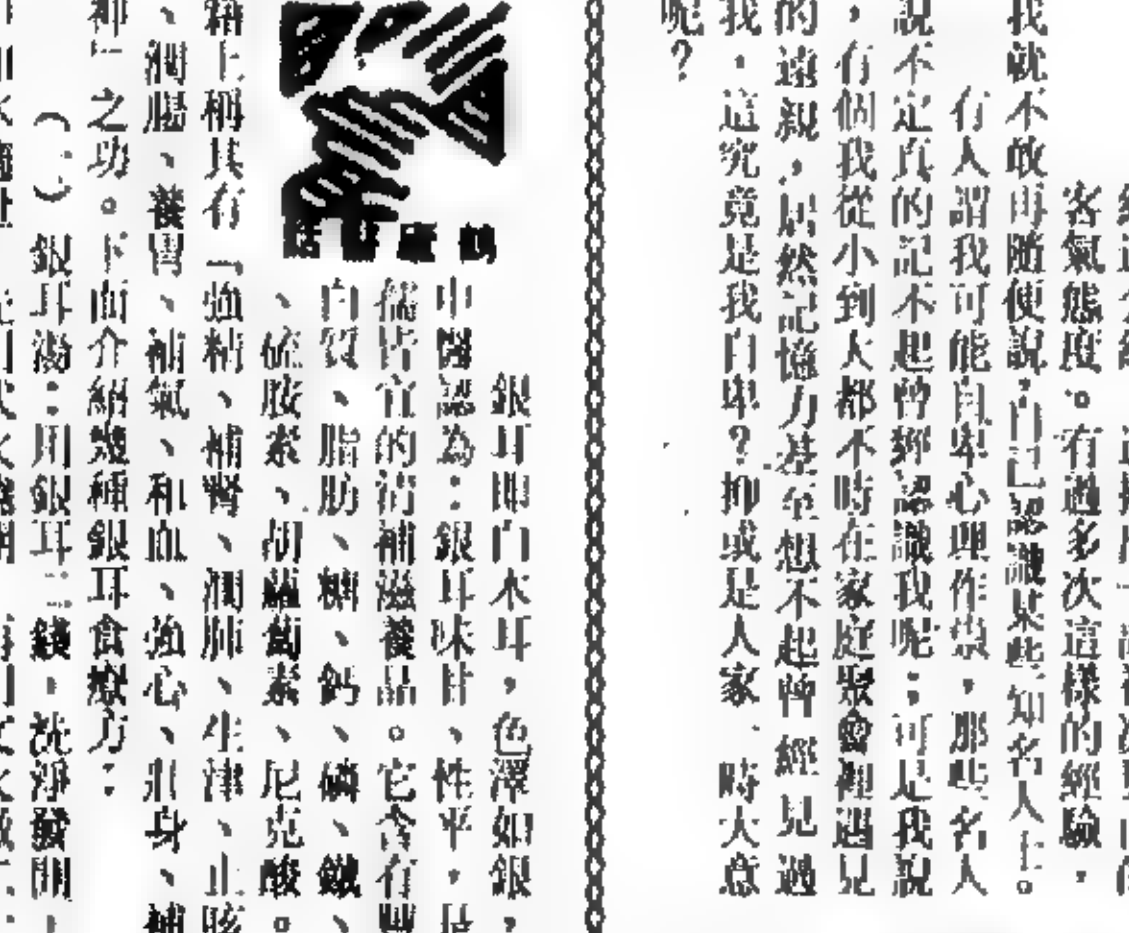 客氣態度。有過多次這樣的經驗，
我就不敢再隨便說，自己認識某些知名人士。
有人謂我可能自卑心理作祟，那些名人
說不定真的記不起曾經認識我呢；可是我說
，有個我從小到大都不時在家庭聚會裡遇見
的遠親，居然記憶力差至想不起曾經見過
我，這究竟是我自卑？抑或是人家一時大意
呢？
健康話
銀耳即白木耳，色澤如銀，
中醫認為：銀耳味甘、性平，
儒皆宜的清補滋養品。它含有豐
白質、脂肪、糖、鈣、磷、鐵、
、硫胺素、胡蘿蔔素、尼克酸。
籍上稱其有「強精、補腎、潤肺、生津、止咳
、潤腸、養胃、補氣、和血、強心、壯身、補
神」之功。下面介紹幾種銀耳食療方：
銀耳湯：用銀耳二錢，洗淨發開